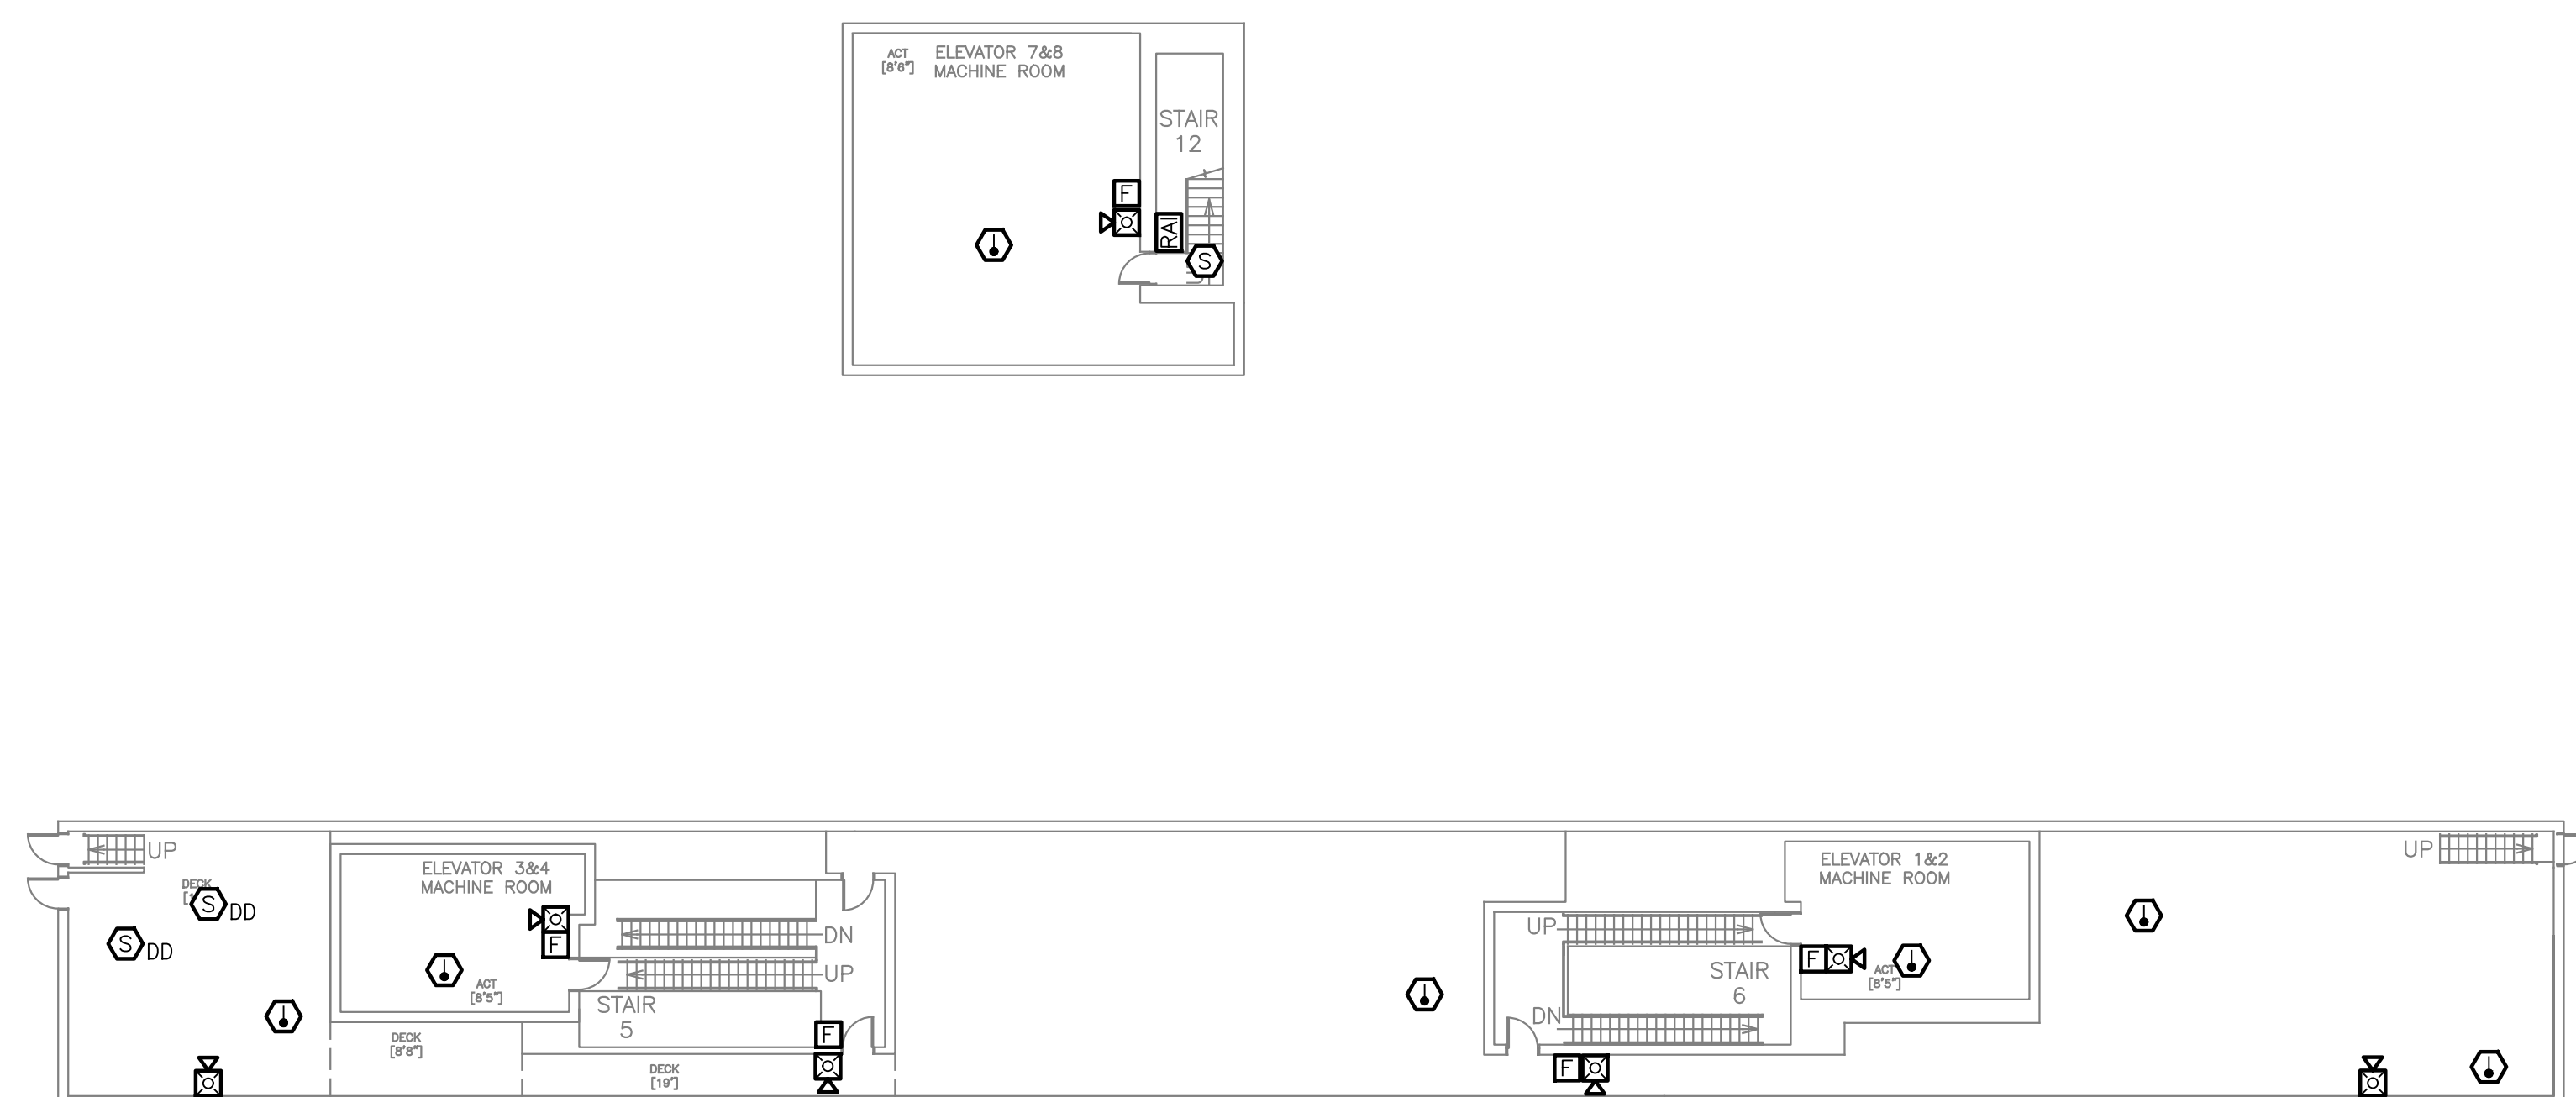 ACT
[8'6"]
ELEVATOR 7&8
MACHINE ROOM
STAIR
12
F
RAI
S
UP
DECK
S
DD
S
DD
ELEVATOR 3&4
MACHINE ROOM
F
ACT
[8'5"]
DN
UP
STAIR
5
F
DECK
[8'8"]
DECK
[19']
UP
STAIR
6
DN
F
ELEVATOR 1&2
MACHINE ROOM
F
ACT
[8'5"]
UP